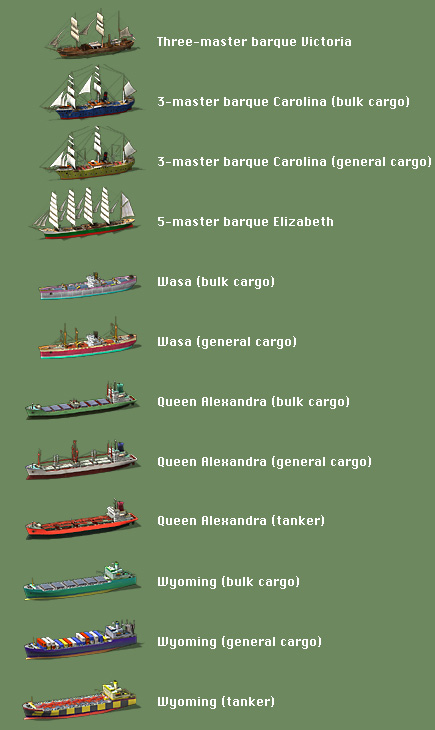 Three-master barque Victoria
3-master barque Carolina (bulk cargo)
3-master barque Carolina (general cargo)
5-master barque Elizabeth
Wasa (bulk cargo)
Wasa (general cargo)
Queen Alexandra (bulk cargo)
Queen Alexandra (general cargo)
Queen Alexandra (tanker)
Wyoming (bulk cargo)
Wyoming (general cargo)
Wyoming (tanker)